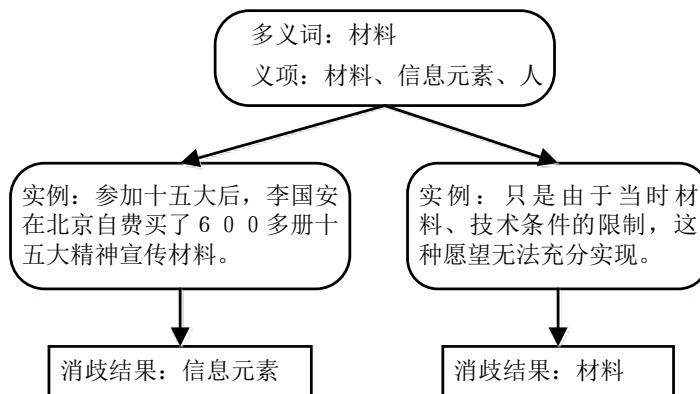 多义词：材料
义项：材料、信息元素、人
实例：参加十五大后，李国安
在北京自费买了６００多册十
五大精神宣传材料。
实例：只是由于当时材
料、技术条件的限制，这
种愿望无法充分实现。
消歧结果：信息元素
消歧结果：材料